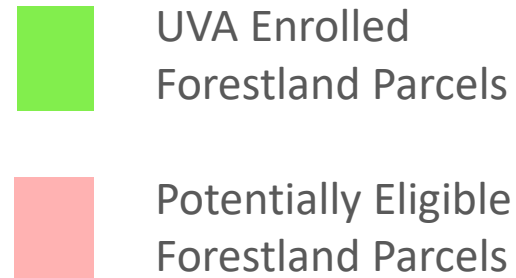 UVA Enrolled
Forestland Parcels
Potentially Eligible
Forestland Parcels